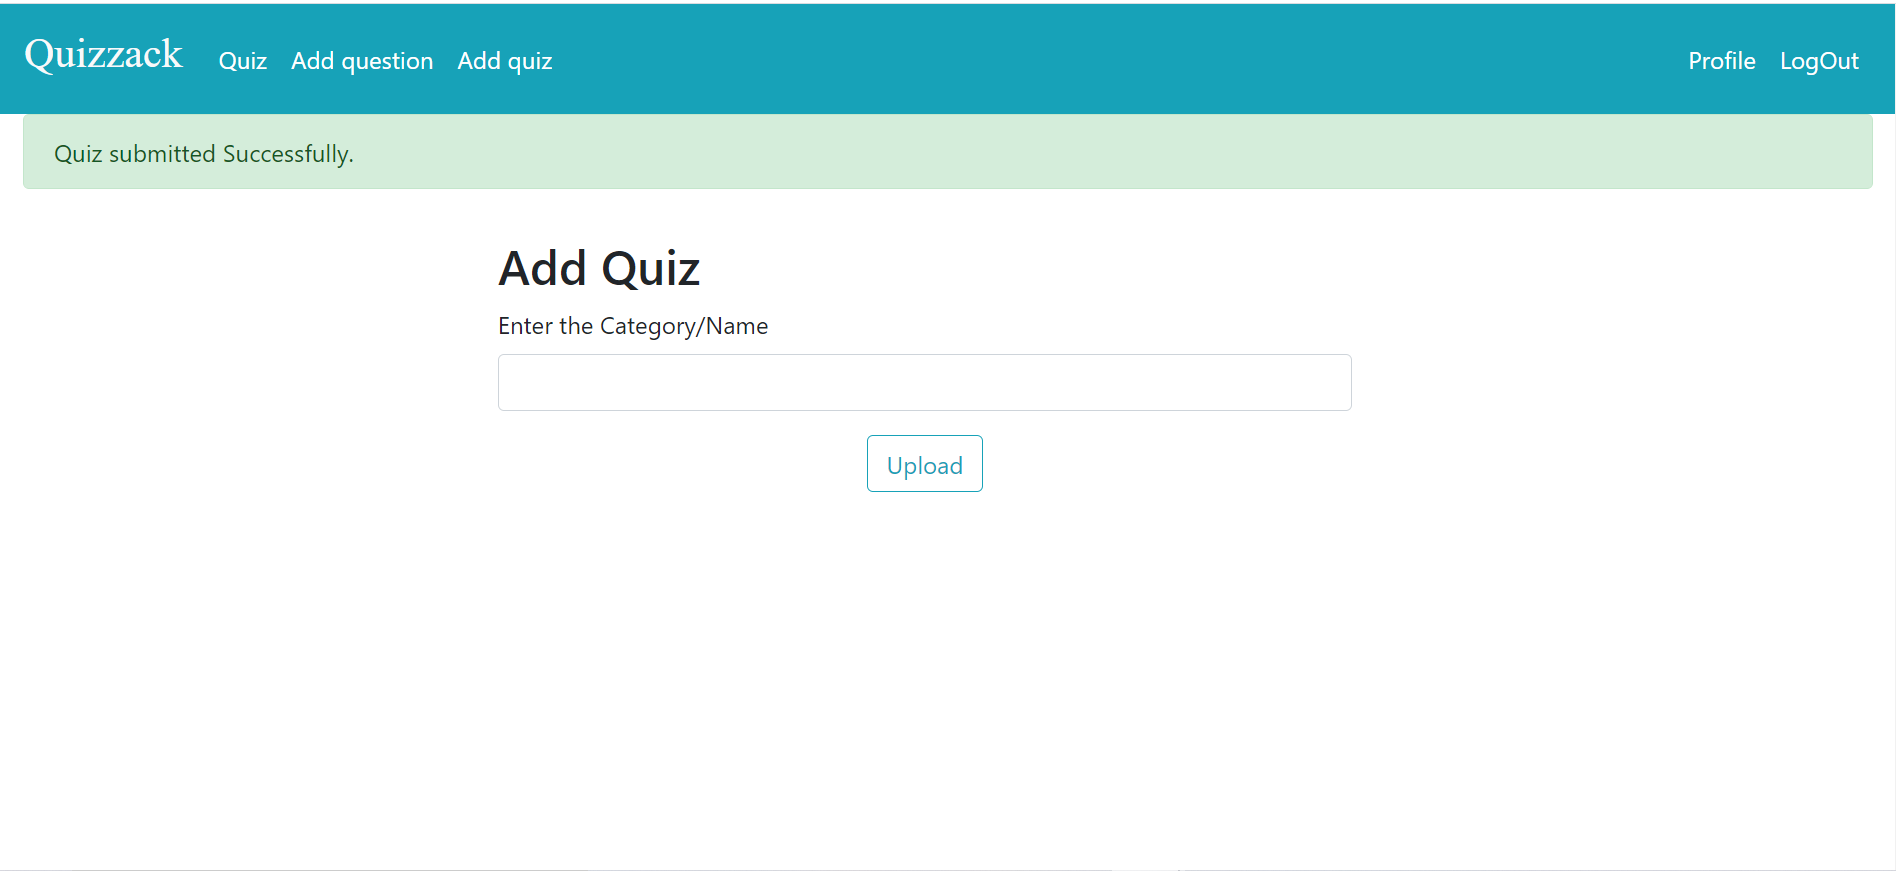 Quizzack Quiz Add question Add quiz Profile LogOut
Quiz submitted Successfully.
Add Quiz
Enter the Category/Name
Upload